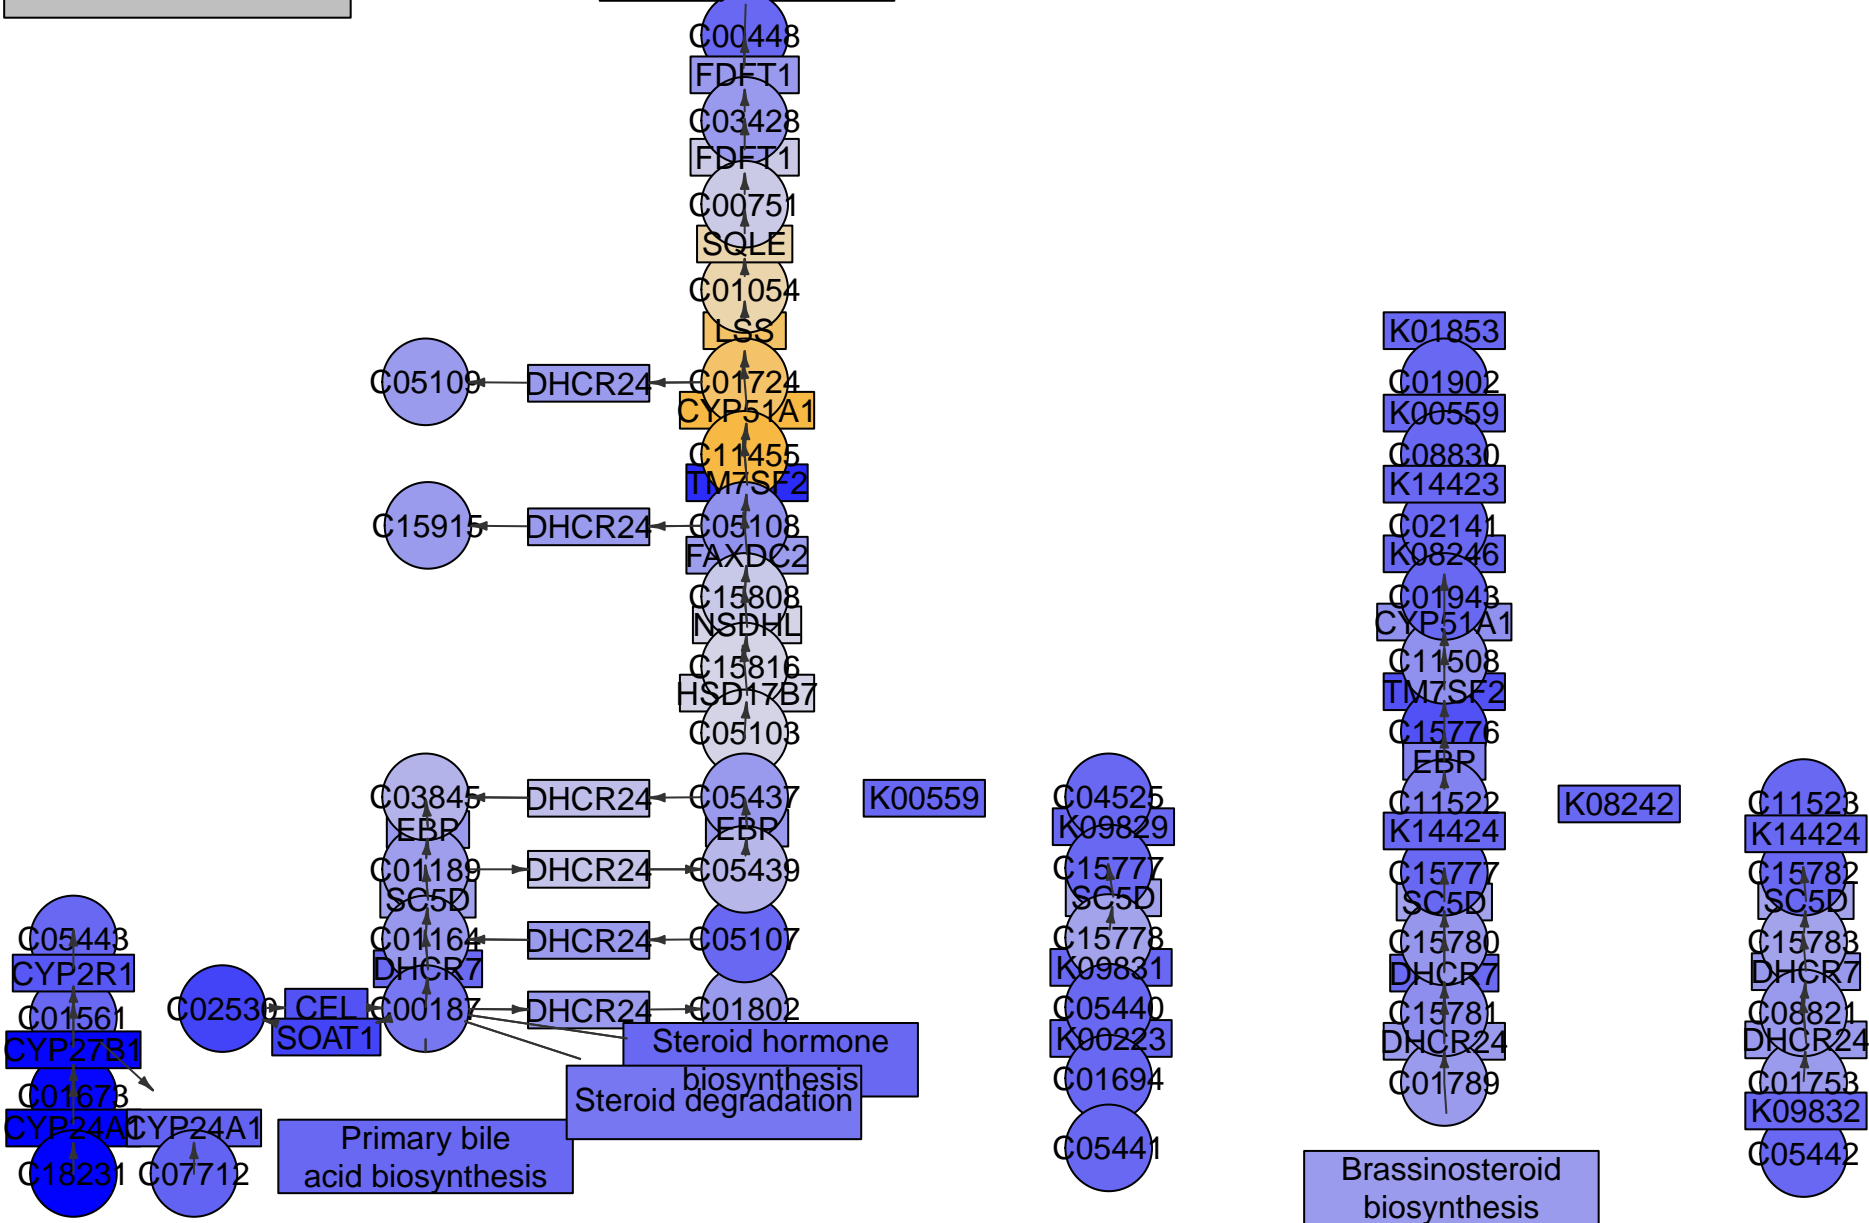 C00448
FDFT1
C03428
FDFT1
C00751
SQLE
C01054
LSS
K01853
C05109
DHCR24
C01724
C01902
CYP51A1
K00559
C11455
C08830
TM7SF2
K14423
C15915
DHCR24
C05108
C02141
FAXDC2
K08246
C15808
C01943
NSDHL
CYP51A1
C15816
C11508
HSD17B7
TM7SF2
C05103
C15776
EBP
C03845
DHCR24
C05437
K00559
C04525
C11522
K08242
C11523
EBP
EBP
K09829
K14424
K14424
C01189
DHCR24
C05439
C15777
C15777
C15782
SC5D
SC5D
SC5D
SC5D
C05443
C01164
DHCR24
C05107
C15778
C15780
C15783
CYP2R1
DHCR7
K09831
DHCR7
DHCR7
C01561
C02530
CEL
C00187
DHCR24
C01802
C05440
C15781
C08821
SOAT1
CYP27B1
Steroid hormone
biosynthesis
K00223
DHCR24
DHCR24
C01673
Steroid degradation
C01694
C01789
C01753
CYP24A1
CYP24A1
K09832
Primary bile
acid biosynthesis
C18231
C07712
C05441
C05442
Brassinosteroid
biosynthesis